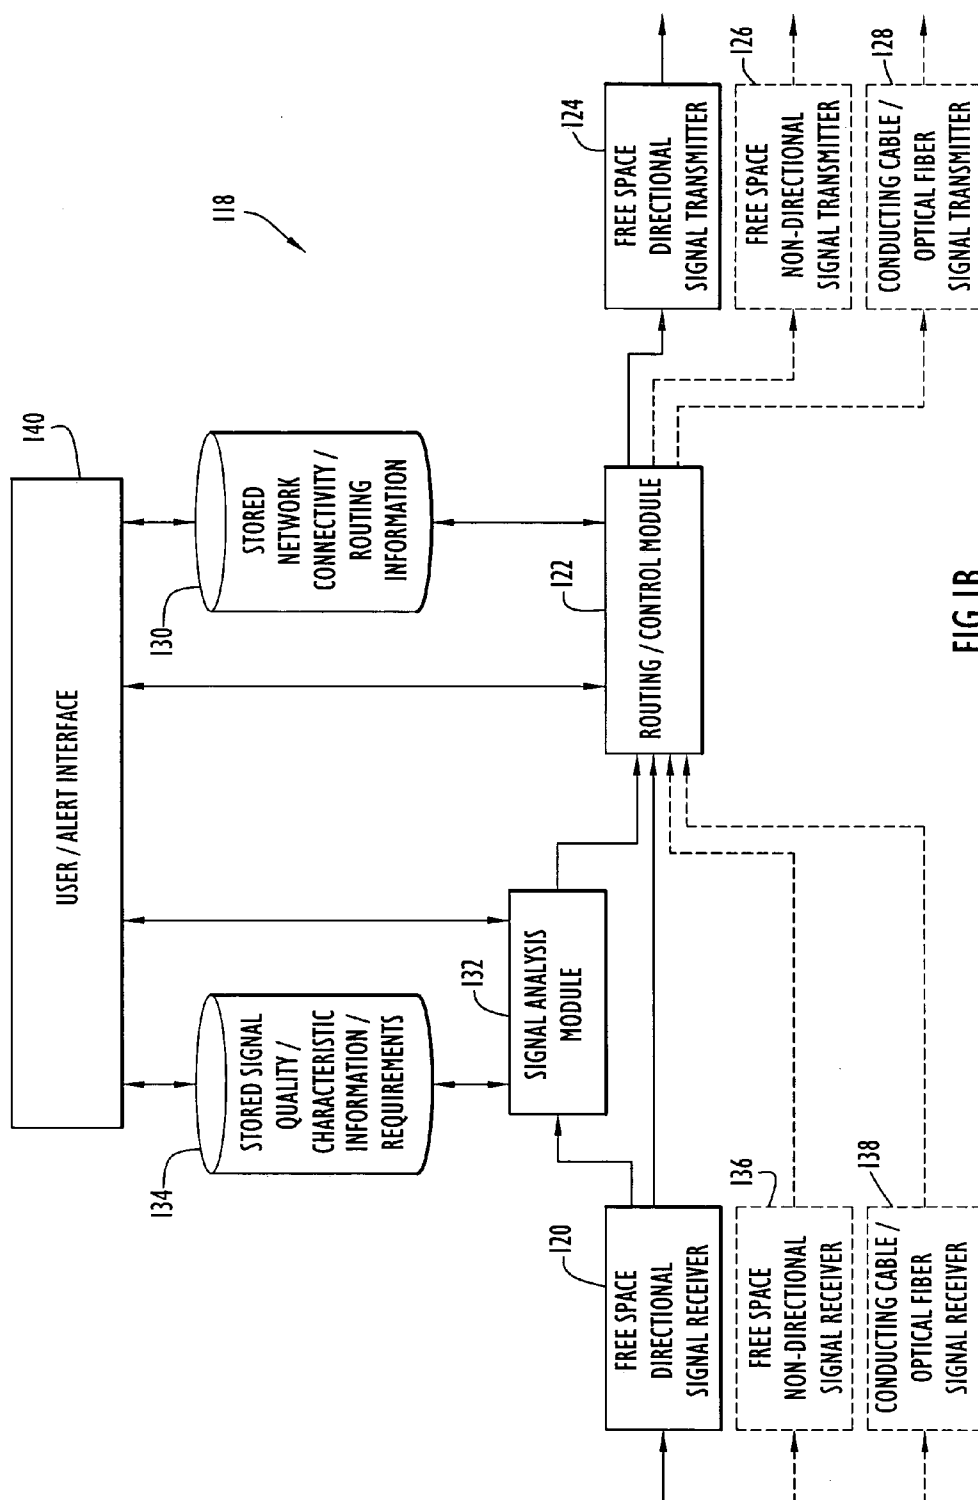 118
140
USER / ALERT INTERFACE
134
STORED SIGNAL
QUALITY /
CHARACTERISTIC
INFORMATION /
REQUIREMENTS
130
STORED
NETWORK
CONNECTIVITY /
ROUTING
INFORMATION
132
SIGNAL ANALYSIS
MODULE
122
ROUTING / CONTROL MODULE
120
FREE SPACE
DIRECTIONAL
SIGNAL RECEIVER
136
FREE SPACE
NON-DIRECTIONAL
SIGNAL RECEIVER
138
CONDUCTING CABLE /
OPTICAL FIBER
SIGNAL RECEIVER
124
FREE SPACE
DIRECTIONAL
SIGNAL TRANSMITTER
126
FREE SPACE
NON-DIRECTIONAL
SIGNAL TRANSMITTER
128
CONDUCTING CABLE /
OPTICAL FIBER
SIGNAL TRANSMITTER
FIG.1B